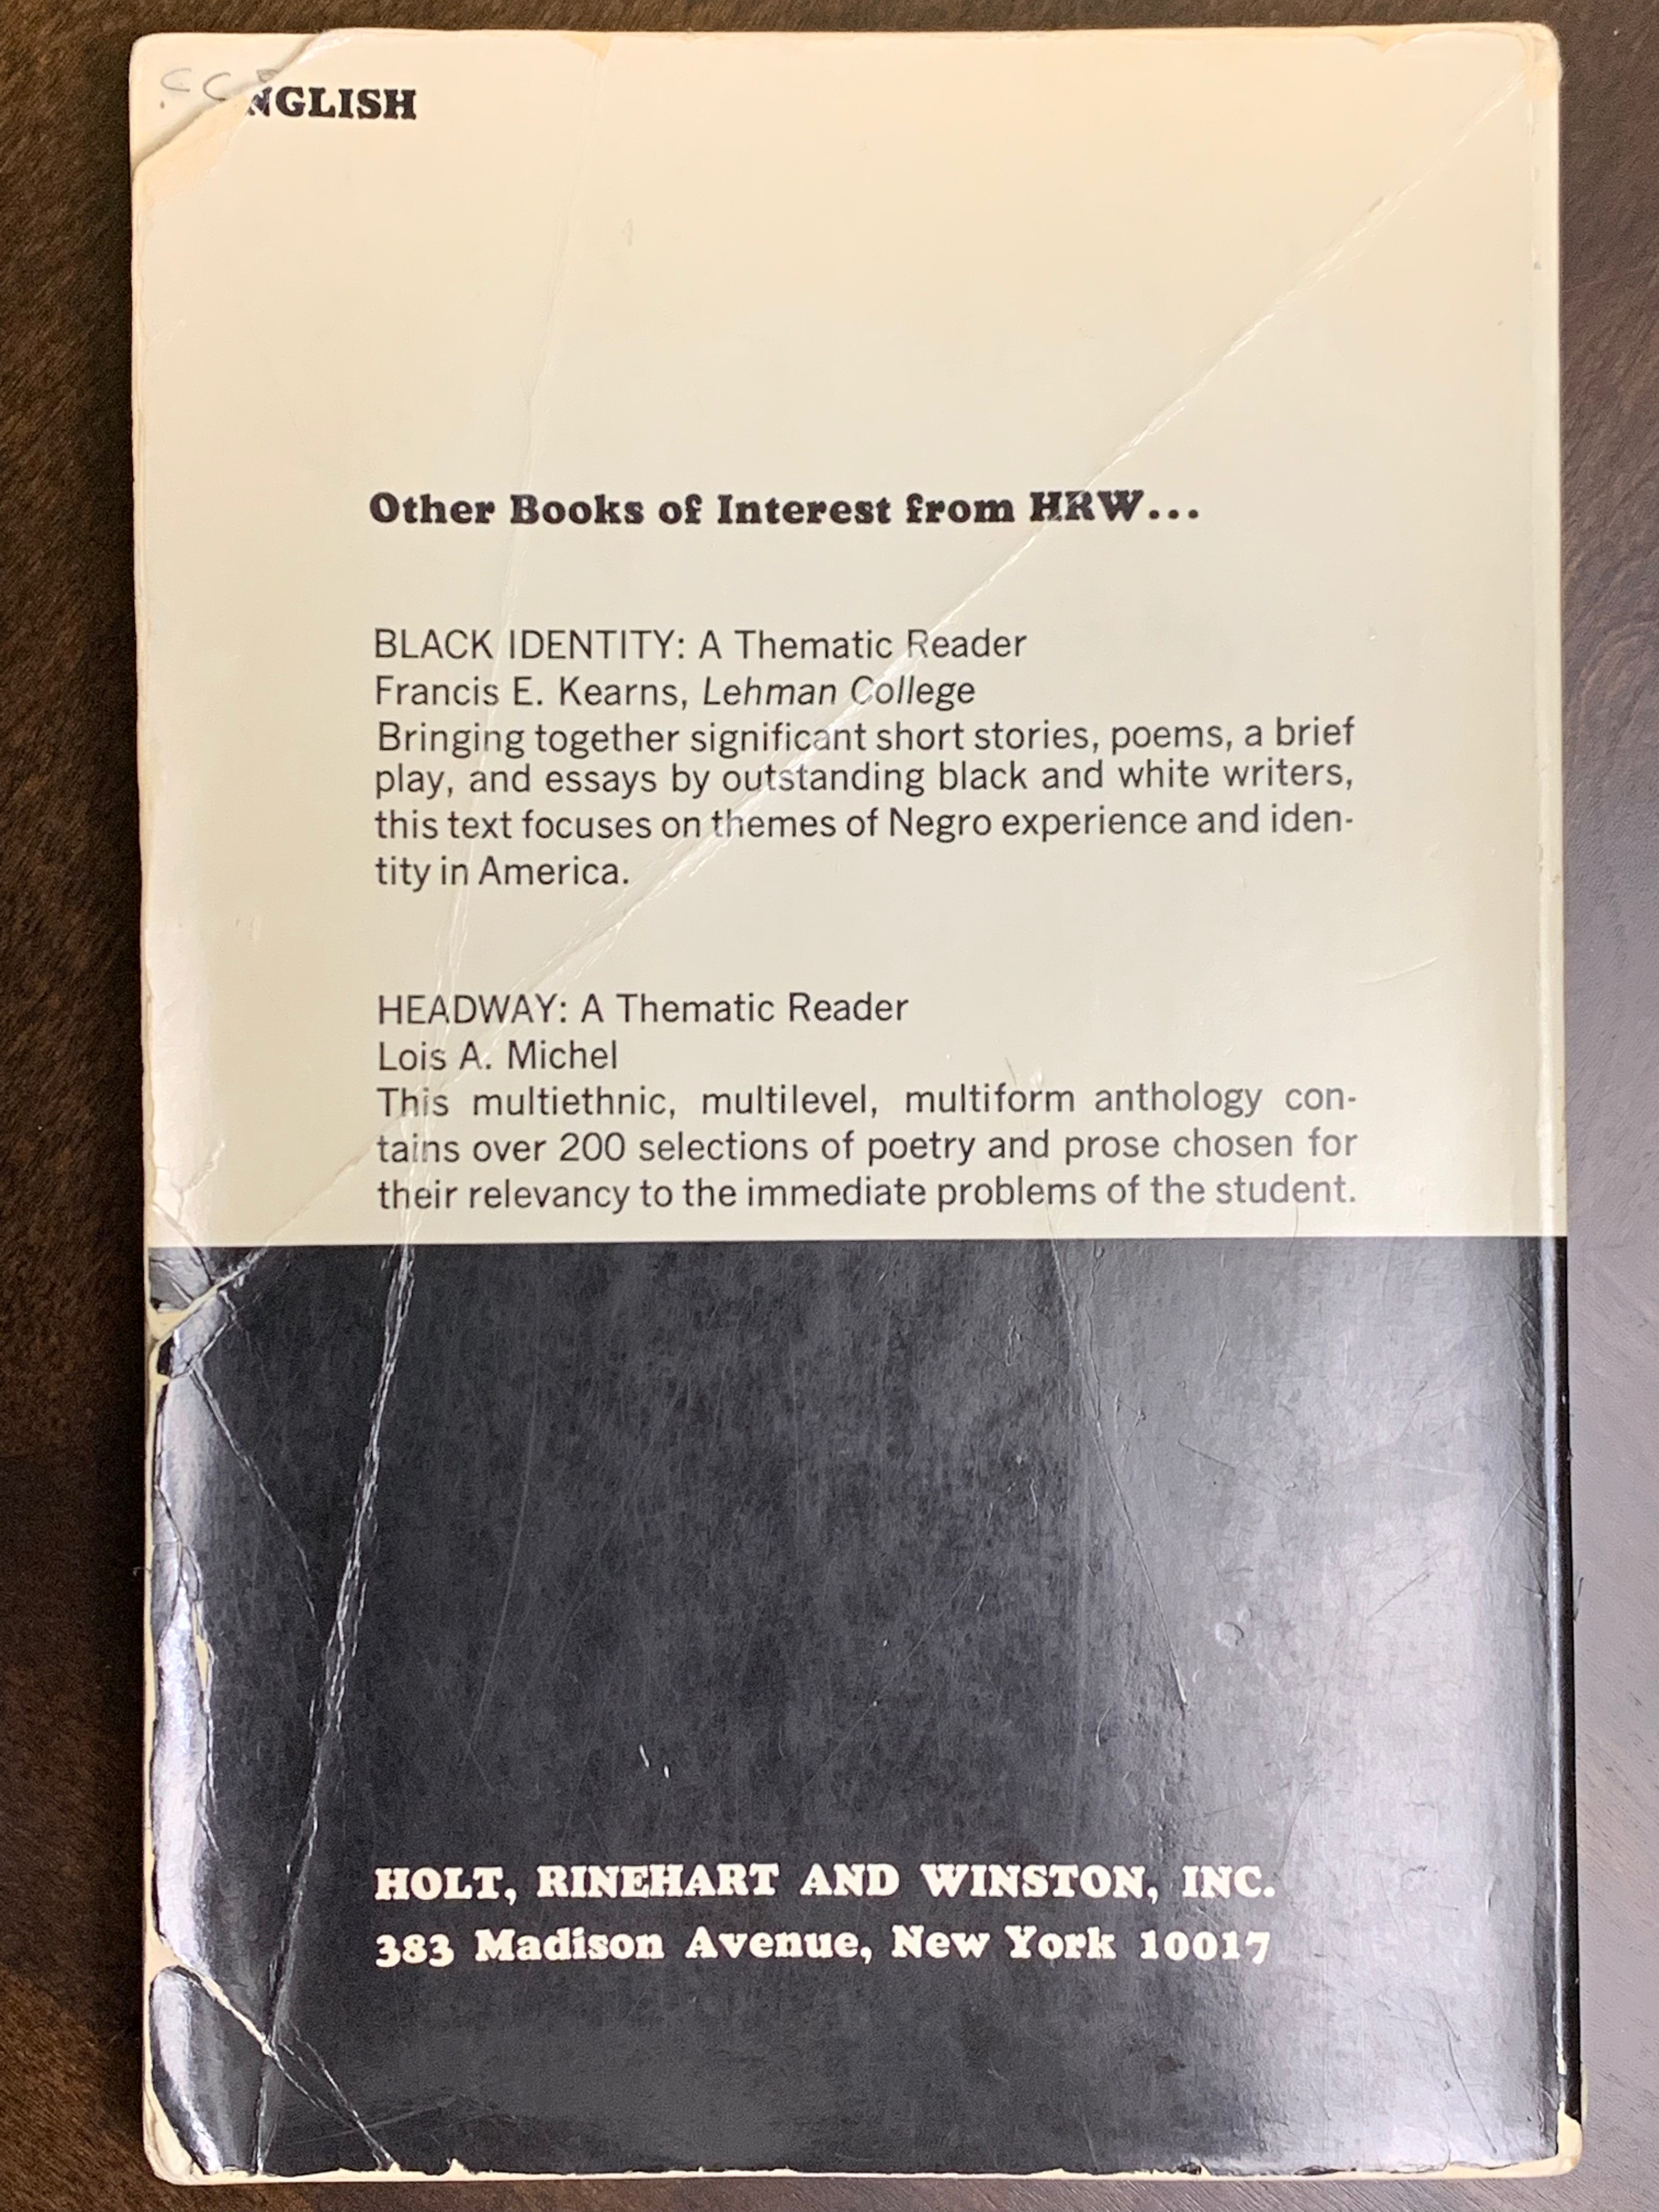 NGLISH
Other Books of Interest from HRW...
BLACK IDENTITY: A Thematic Reader
Francis E. Kearns, Lehman College
Bringing together significant short stories, poems, a brief
play, and essays by outstanding black and white writers,
this text focuses on themes of Negro experience and iden-
tity in America.
HEADWAY: A Thematic Reader
Lois A. Michel
This multiethnic, multilevel, multiform anthology con-
tains over 200 selections of poetry and prose chosen for
their relevancy to the immediate problems of the student.
HOLT, RINEHART AND WINSTON, INC.
383 Madison Avenue, New York 10017